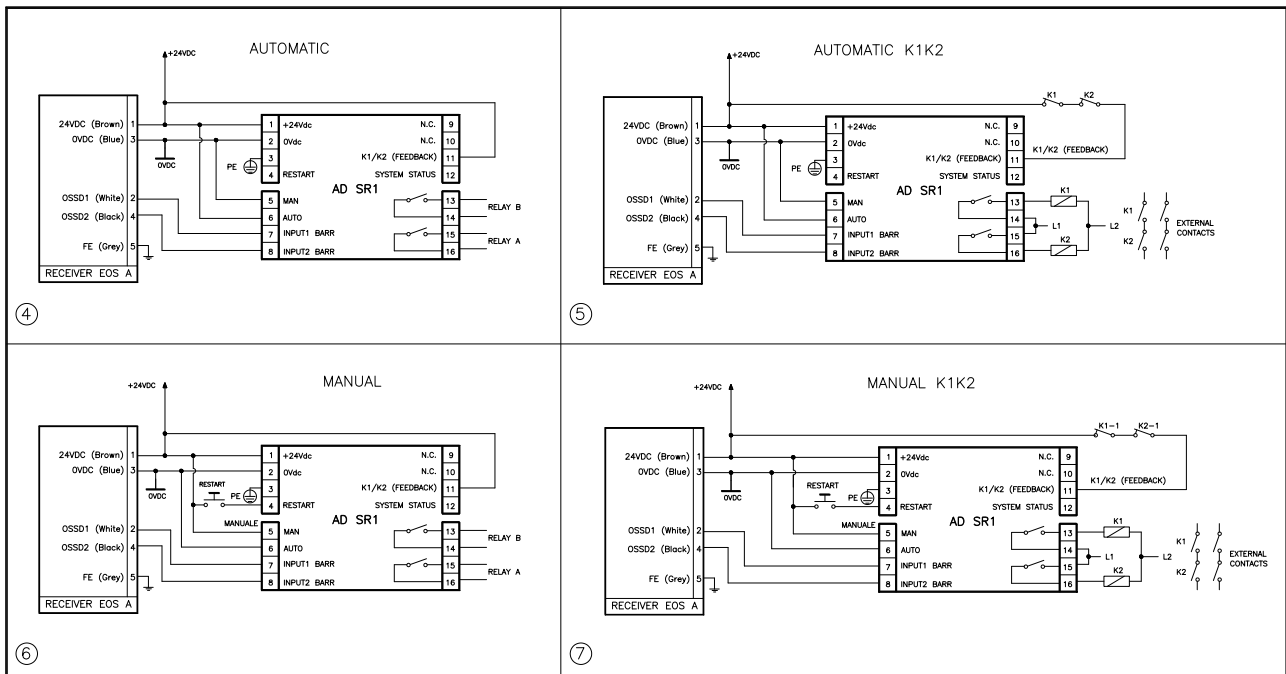 AUTOMATIC
+24VDC
24VDC (Brown) 1
0VDC (Blue) 3
0VDC
OSSD1 (White) 2
OSSD2 (Black) 4
FE (Grey) 5
RECEIVER EOS A
1 +24Vdc
2 0Vdc
PE 3
4 RESTART
N.C. 9
N.C. 10
K1/K2 (FEEDBACK) 11
SYSTEM STATUS 12
AD SR1
5 MAN
6 AUTO
7 INPUT1 BARR
8 INPUT2 BARR
13
RELAY B
14
15
RELAY A
16
4
AUTOMATIC K1K2
+24VDC
K1 K2
24VDC (Brown) 1
0VDC (Blue) 3
0VDC
OSSD1 (White) 2
OSSD2 (Black) 4
FE (Grey) 5
RECEIVER EOS A
1 +24Vdc
2 0Vdc
PE 3
4 RESTART
N.C. 9
N.C. 10
K1/K2 (FEEDBACK) 11
K1/K2 (FEEDBACK)
SYSTEM STATUS 12
AD SR1
5 MAN
6 AUTO
7 INPUT1 BARR
8 INPUT2 BARR
13
14
15
16
K1
L1
L2
K2
K1
K2
EXTERNAL
CONTACTS
5
MANUAL
+24VDC
24VDC (Brown) 1
0VDC (Blue) 3
0VDC
OSSD1 (White) 2
OSSD2 (Black) 4
FE (Grey) 5
RECEIVER EOS A
RESTART
MANUALE
1 +24Vdc
2 0Vdc
PE 3
4 RESTART
N.C. 9
N.C. 10
K1/K2 (FEEDBACK) 11
SYSTEM STATUS 12
AD SR1
5 MAN
6 AUTO
7 INPUT1 BARR
8 INPUT2 BARR
13
RELAY B
14
15
RELAY A
16
6
MANUAL K1K2
+24VDC
K1-1 K2-1
24VDC (Brown) 1
0VDC (Blue) 3
0VDC
OSSD1 (White) 2
OSSD2 (Black) 4
FE (Grey) 5
RECEIVER EOS A
RESTART
MANUALE
1 +24Vdc
2 0Vdc
PE 3
4 RESTART
N.C. 9
N.C. 10
K1/K2 (FEEDBACK) 11
K1/K2 (FEEDBACK)
SYSTEM STATUS 12
AD SR1
5 MAN
6 AUTO
7 INPUT1 BARR
8 INPUT2 BARR
13
14
15
16
K1
L1
L2
K2
K1
K2
EXTERNAL
CONTACTS
7